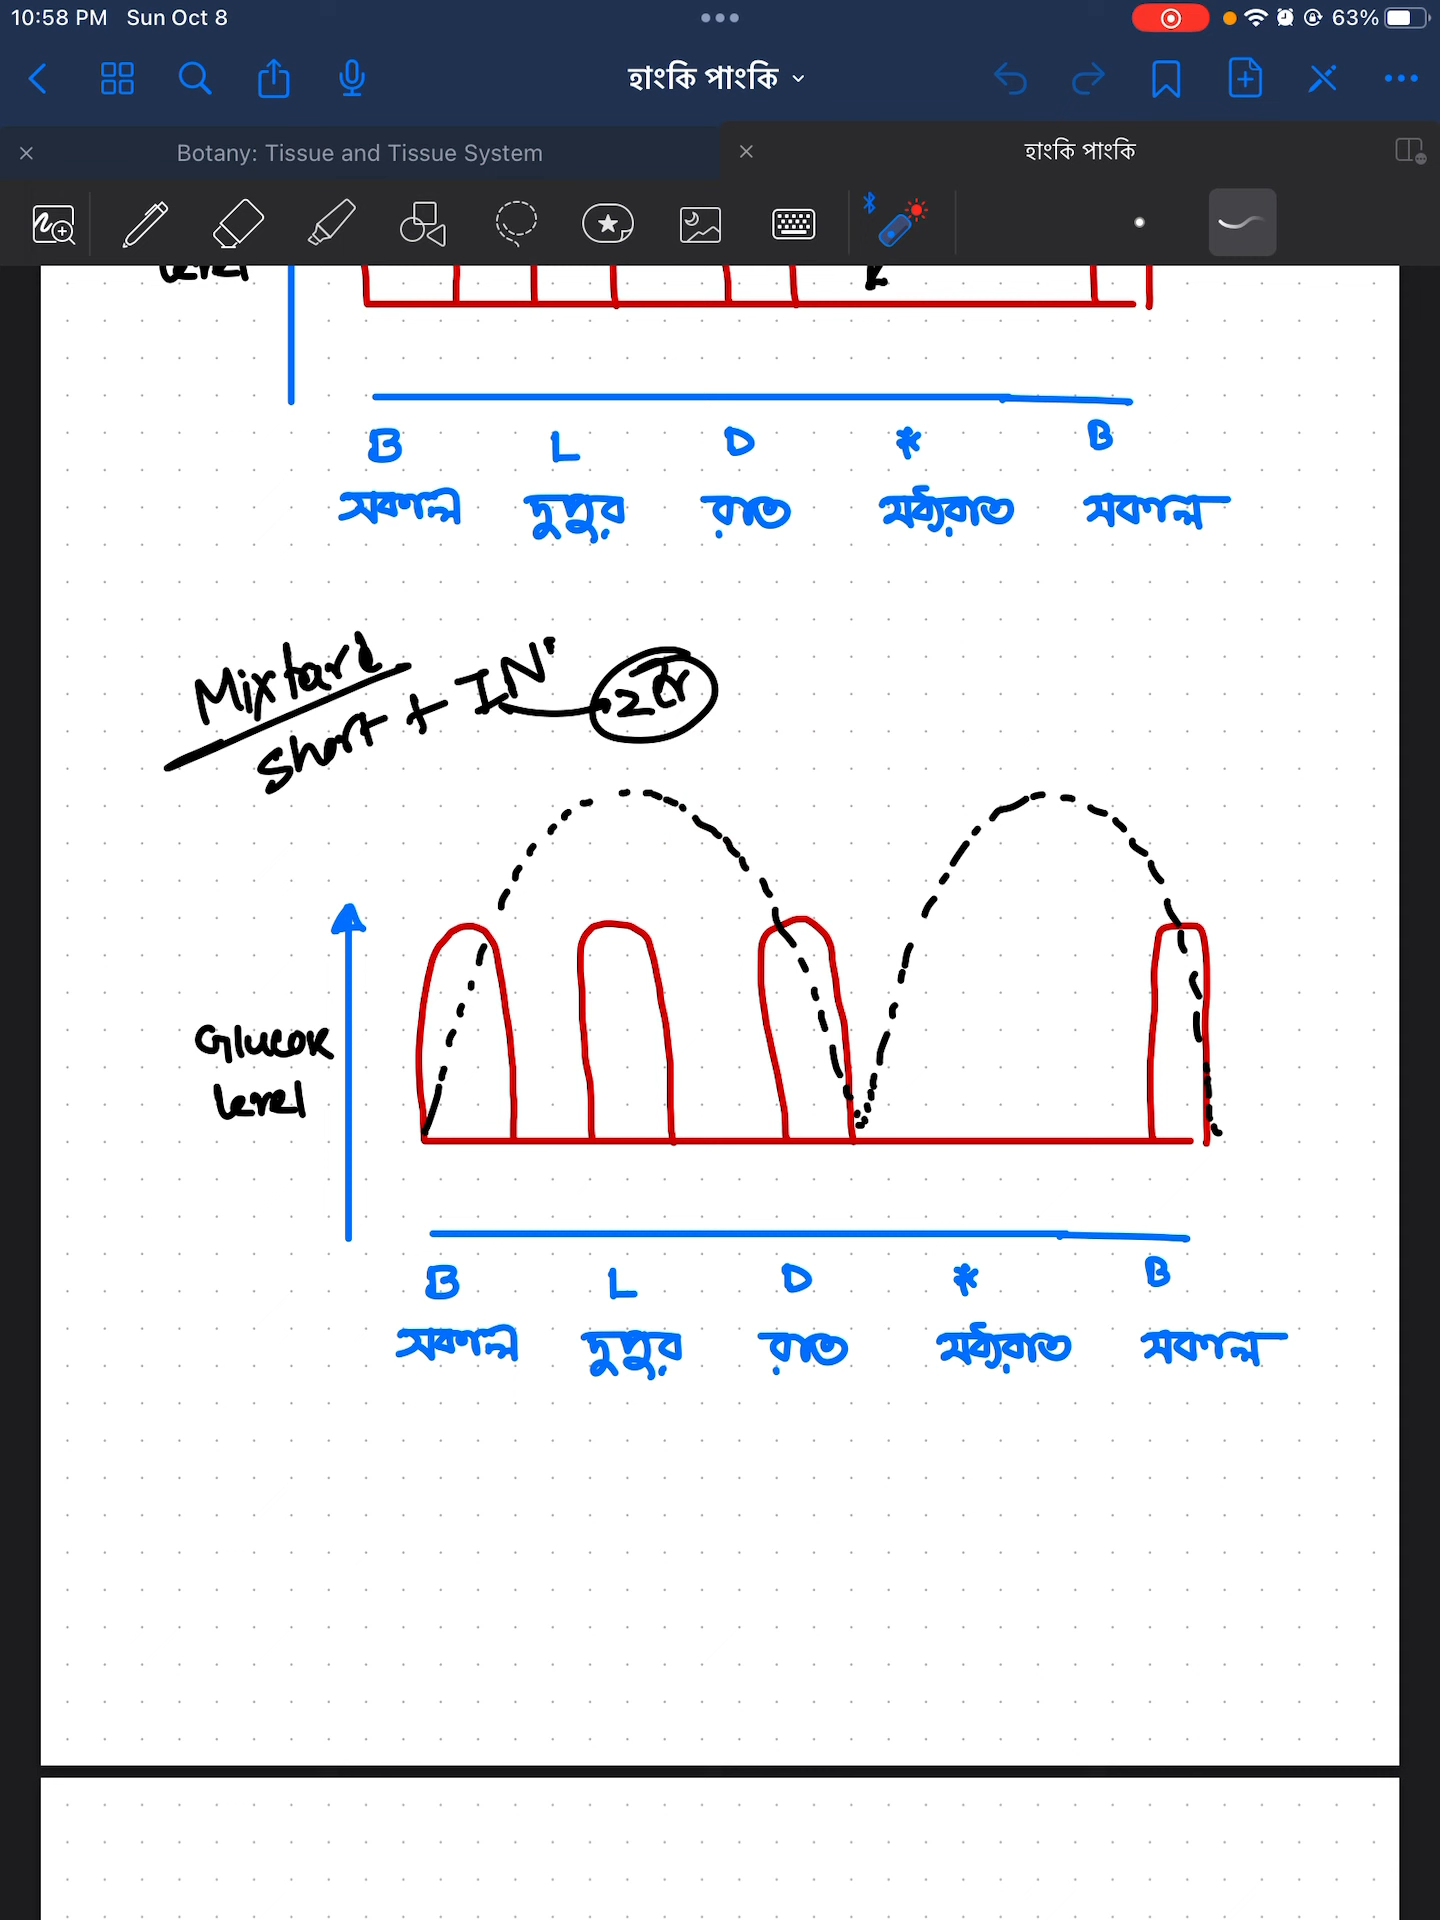 10:58 PM Sun Oct 8
63%
হাংকি পাংকি
Botany: Tissue and Tissue System
হাংকি পাংকি
level
B L D * B
সকাল দুপুর রাত মধ্যরাত সকাল
Mixtard
short + IN
Glucose
level
B L D * B
সকাল দুপুর রাত মধ্যরাত সকাল